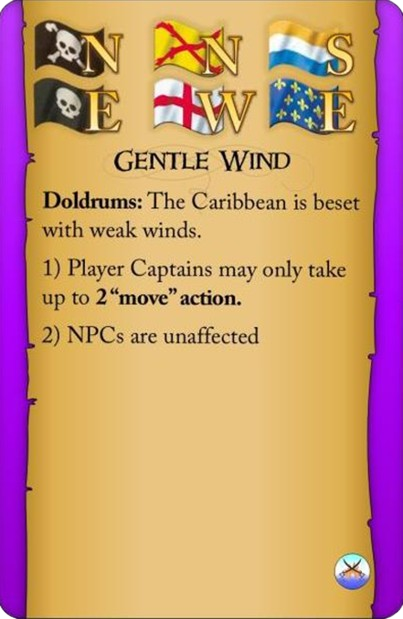 N N S
E W E
GENTLE WIND
Doldrums: The Caribbean is beset
with weak winds.
1) Player Captains may only take
up to 2 “move” action.
2) NPCs are unaffected